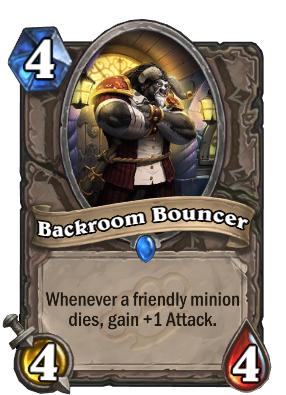 4
Backroom Bouncer
Whenever a friendly minion
dies, gain +1 Attack.
4 4